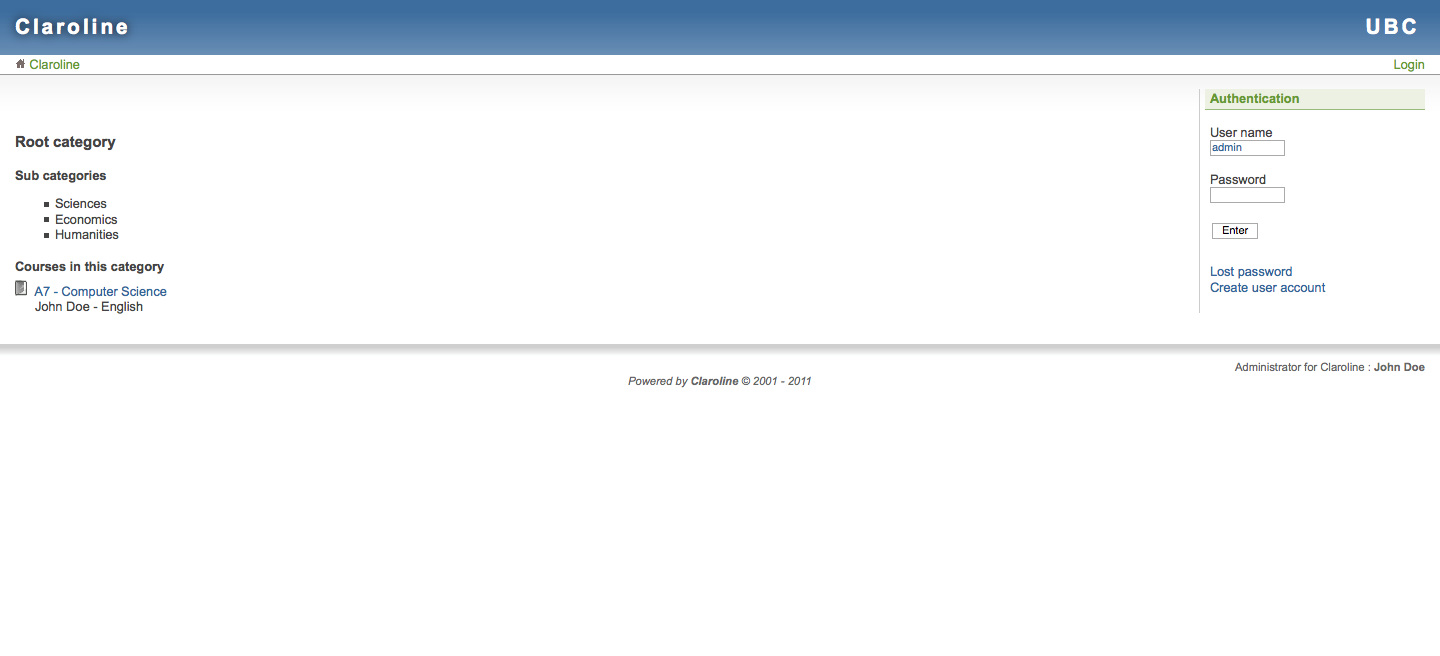 Claroline
UBC
Claroline
Login
Root category
Sub categories
Sciences
Economics
Humanities
Courses in this category
A7 - Computer Science
John Doe - English
Authentication
User name
admin
Password
Enter
Lost password
Create user account
Administrator for Claroline : John Doe
Powered by Claroline © 2001 - 2011